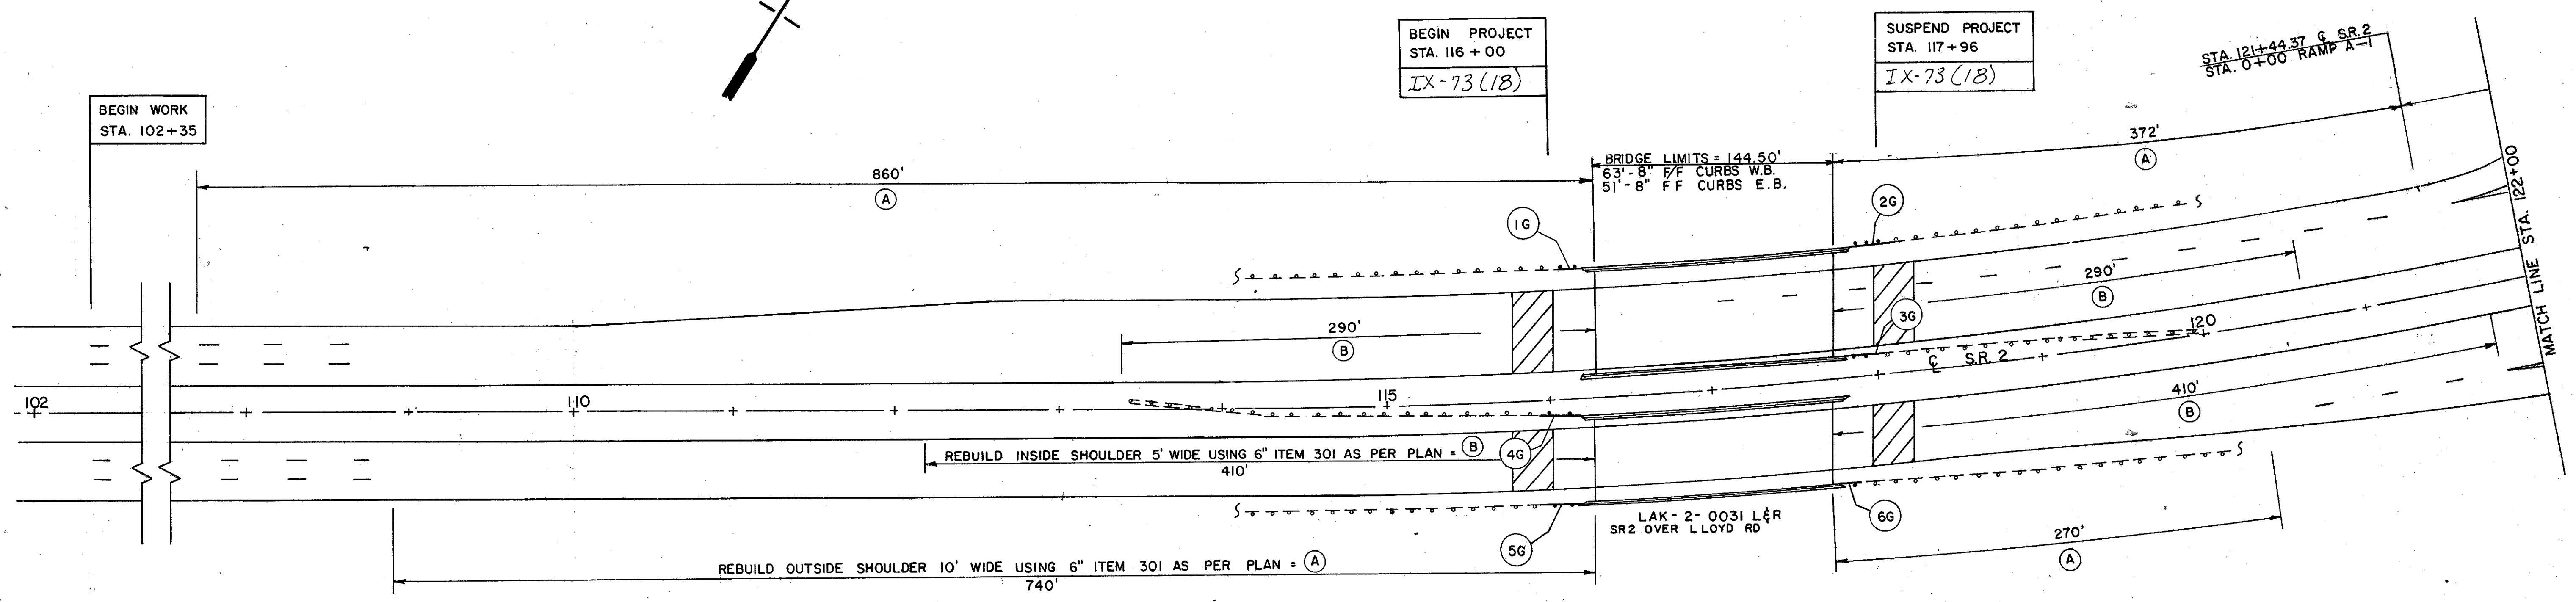 BEGIN WORK
STA. 102+35
BEGIN PROJECT
STA. 116+00
IX-73(18)
SUSPEND PROJECT
STA. 117+96
IX-73(18)
STA. 121+44.37 ℄ S.R.2
STA. 0+00 RAMP A-1
860'
A
BRIDGE LIMITS = 144.50'
63'-8" F/F CURBS W.B.
51'-8" F F CURBS E.B.
372'
A
1G
2G
290'
B
290'
B
3G
102
110
115
℄ S.R. 2
120
MATCH LINE STA. 122+00
REBUILD INSIDE SHOULDER 5' WIDE USING 6" ITEM 301 AS PER PLAN = B
410'
4G
410'
B
LAK-2-0031 L&R
SR2 OVER LLOYD RD
5G
6G
REBUILD OUTSIDE SHOULDER 10' WIDE USING 6" ITEM 301 AS PER PLAN = A
740'
270'
A